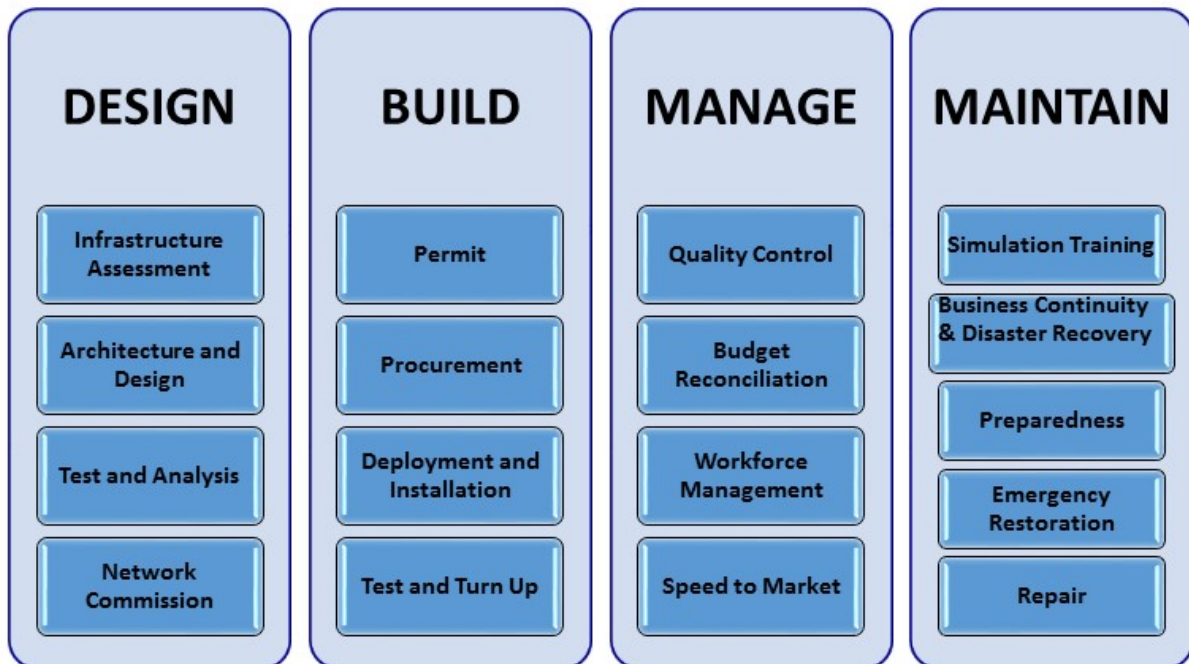 DESIGN
Infrastructure
Assessment
Architecture and
Design
Test and Analysis
Network
Commission
BUILD
Permit
Procurement
Deployment and
Installation
Test and Turn Up
MANAGE
Quality Control
Budget
Reconciliation
Workforce
Management
Speed to Market
MAINTAIN
Simulation Training
Business Continuity
& Disaster Recovery
Preparedness
Emergency
Restoration
Repair